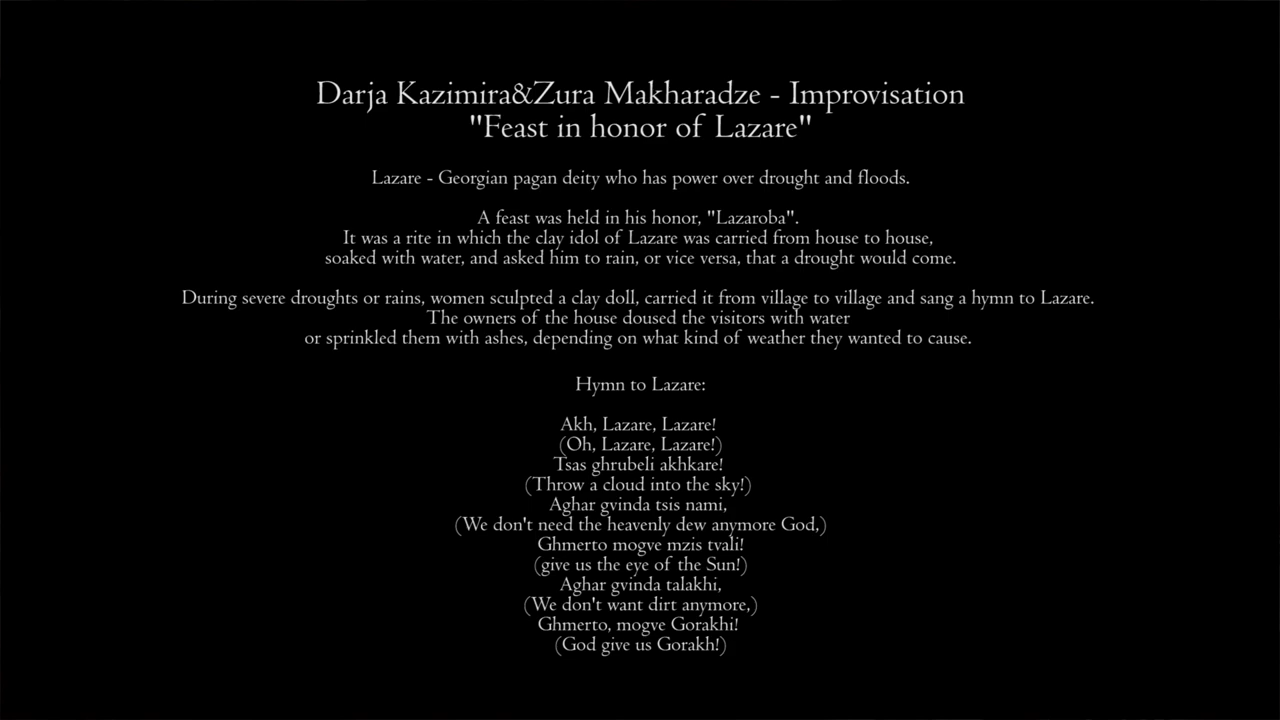 Darja Kazimira&Zura Makharadze - Improvisation
"Feast in honor of Lazare"
Lazare - Georgian pagan deity who has power over drought and floods.
A feast was held in his honor, "Lazaroba".
It was a rite in which the clay idol of Lazare was carried from house to house,
soaked with water, and asked him to rain, or vice versa, that a drought would come.
During severe droughts or rains, women sculpted a clay doll, carried it from village to village and sang a hymn to Lazare.
The owners of the house doused the visitors with water
or sprinkled them with ashes, depending on what kind of weather they wanted to cause.
Hymn to Lazare:
Akh, Lazare, Lazare!
(Oh, Lazare, Lazare!)
Tsas ghrubeli akhkare!
(Throw a cloud into the sky!)
Aghar gvinda tsis nami,
(We don't need the heavenly dew anymore God,)
Ghmerto mogve mzis tvali!
(give us the eye of the Sun!)
Aghar gvinda talakhi,
(We don't want dirt anymore,)
Ghmerto, mogve Gorakhi!
(God give us Gorakh!)